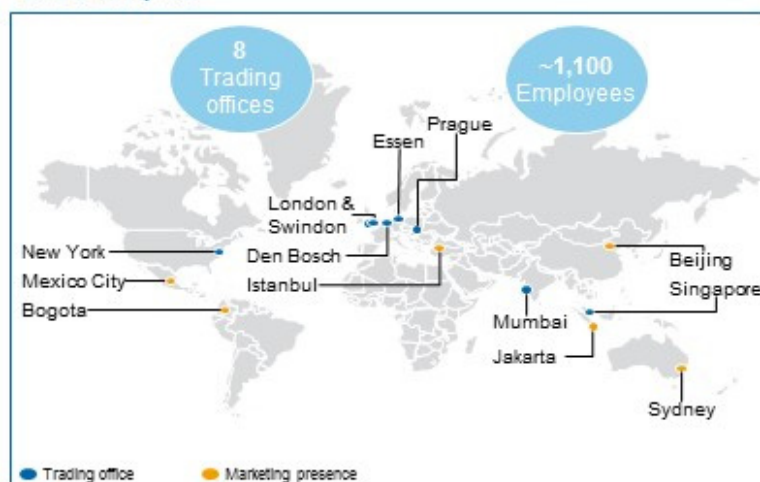 8
Trading
offices
~1,100
Employees
Prague
Essen
London &
Swindon
New York
Den Bosch
Beijing
Mexico City
Istanbul
Singapore
Bogota
Mumbai
Jakarta
Sydney
Trading office
Marketing presence